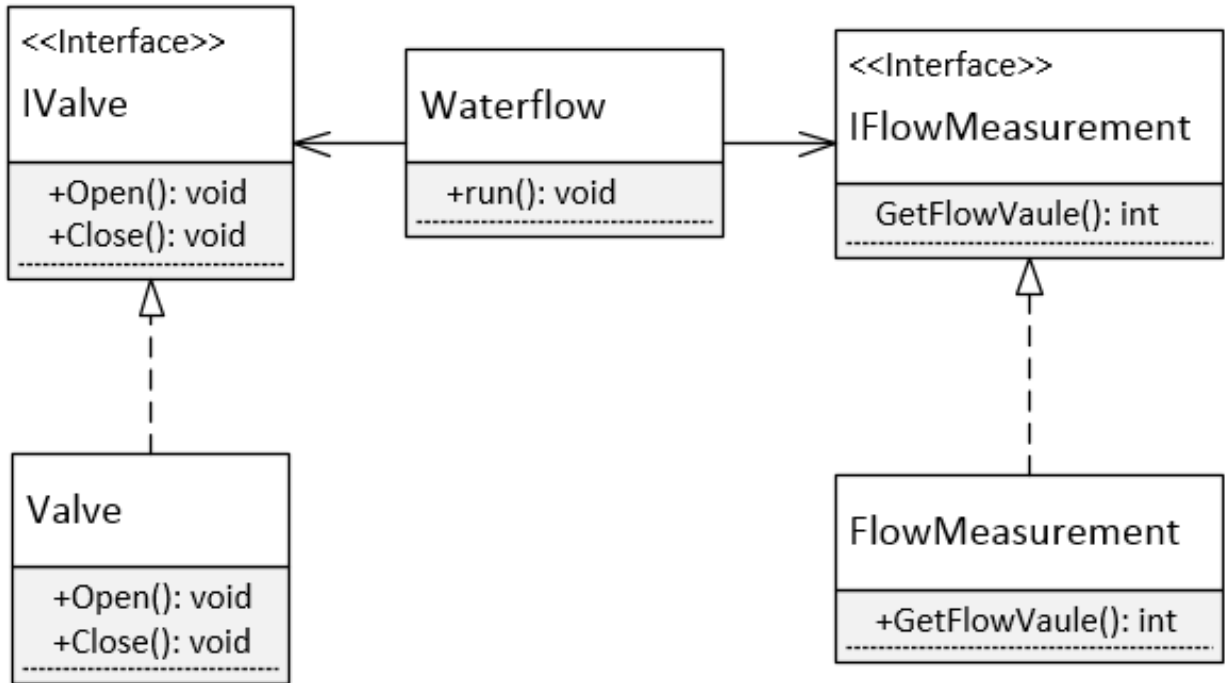 <<Interface>>
IValve
+Open(): void
+Close(): void
Waterflow
+run(): void
<<Interface>>
IFlowMeasurement
GetFlowVaule(): int
Valve
+Open(): void
+Close(): void
FlowMeasurement
+GetFlowVaule(): int